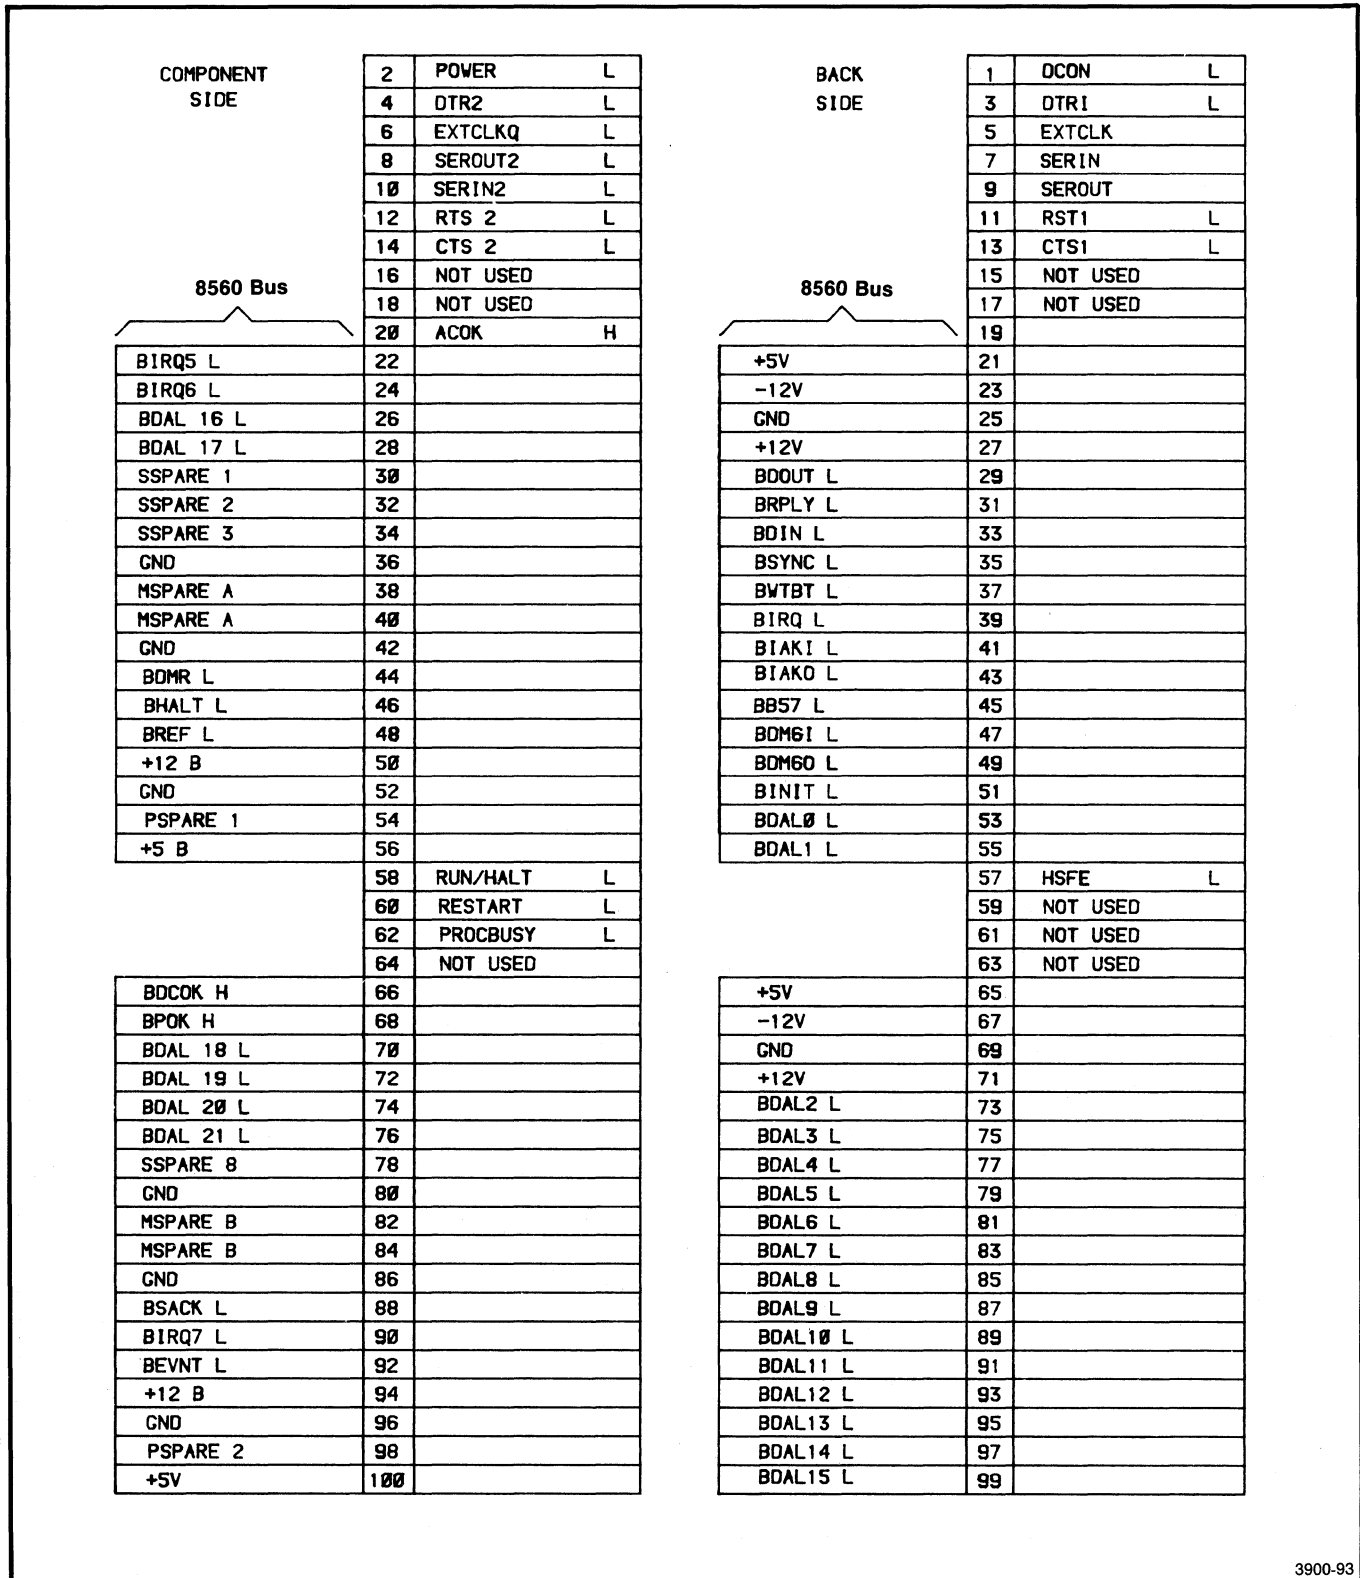 COMPONENT
SIDE
8560 Bus
2 POWER L
4 DTR2 L
6 EXTCLKQ L
8 SEROUT2 L
10 SERIN2 L
12 RTS 2 L
14 CTS 2 L
16 NOT USED
18 NOT USED
20 ACOK H
BIRQ5 L 22
BIRQ6 L 24
BDAL 16 L 26
BDAL 17 L 28
SSPARE 1 30
SSPARE 2 32
SSPARE 3 34
GND 36
MSPARE A 38
MSPARE A 40
GND 42
BDMR L 44
BHALT L 46
BREF L 48
+12 B 50
GND 52
PSPARE 1 54
+5 B 56
58 RUN/HALT L
60 RESTART L
62 PROCBUSY L
64 NOT USED
BDCOK H 66
BPOK H 68
BDAL 18 L 70
BDAL 19 L 72
BDAL 20 L 74
BDAL 21 L 76
SSPARE 8 78
GND 80
MSPARE B 82
MSPARE B 84
GND 86
BSACK L 88
BIRQ7 L 90
BEVNT L 92
+12 B 94
GND 96
PSPARE 2 98
+5V 100
BACK
SIDE
8560 Bus
1 DCON L
3 DTRI L
5 EXTCLK
7 SERIN
9 SEROUT
11 RST1 L
13 CTS1 L
15 NOT USED
17 NOT USED
19
+5V 21
-12V 23
GND 25
+12V 27
BDOUT L 29
BRPLY L 31
BDIN L 33
BSYNC L 35
BWTBT L 37
BIRQ L 39
BIAKI L 41
BIAKO L 43
BB57 L 45
BDM6I L 47
BDM6O L 49
BINIT L 51
BDAL0 L 53
BDAL1 L 55
57 HSFE L
59 NOT USED
61 NOT USED
63 NOT USED
+5V 65
-12V 67
GND 69
+12V 71
BDAL2 L 73
BDAL3 L 75
BDAL4 L 77
BDAL5 L 79
BDAL6 L 81
BDAL7 L 83
BDAL8 L 85
BDAL9 L 87
BDAL10 L 89
BDAL11 L 91
BDAL12 L 93
BDAL13 L 95
BDAL14 L 97
BDAL15 L 99
3900-93